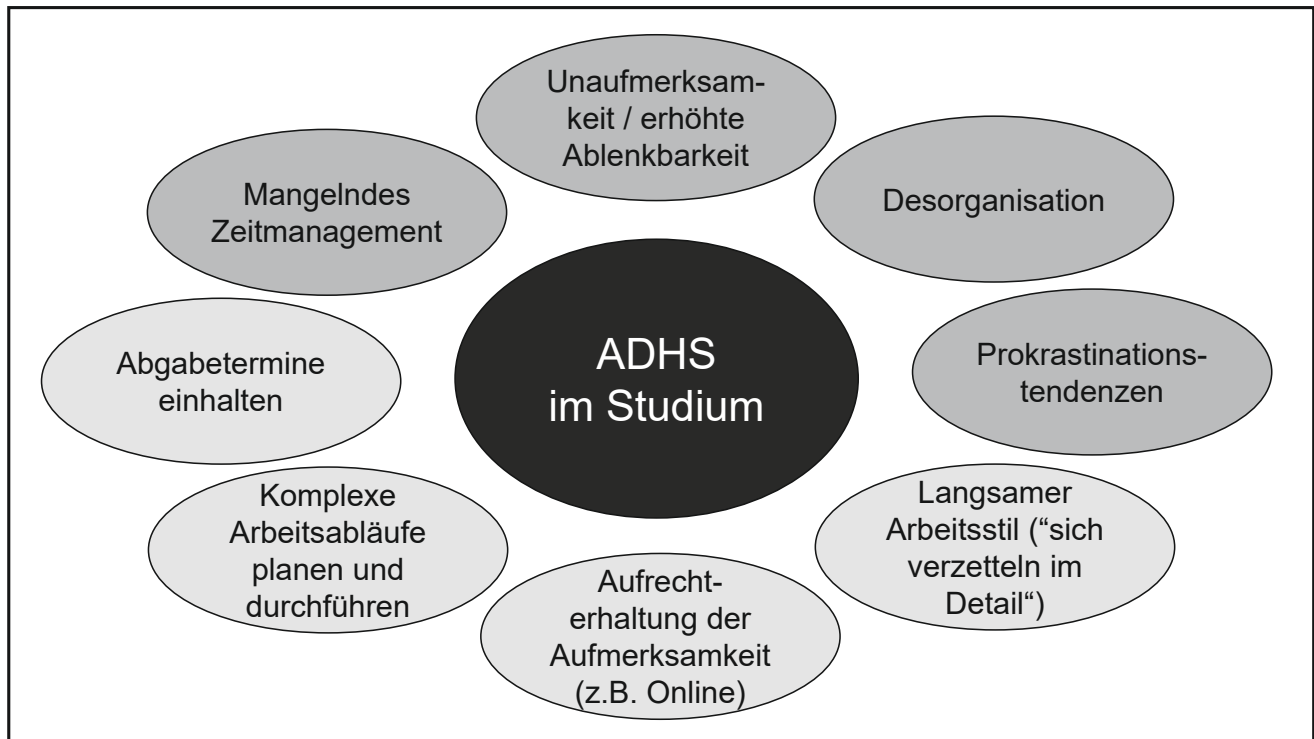 Unaufmerksam-
keit / erhöhte
Ablenkbarkeit
Mangelndes
Zeitmanagement
Desorganisation
ADHS
im Studium
Abgabetermine
einhalten
Prokrastinations-
tendenzen
Komplexe
Arbeitsabläufe
planen und
durchführen
Langsamer
Arbeitsstil (“sich
verzetteln im
Detail“)
Aufrecht-
erhaltung der
Aufmerksamkeit
(z.B. Online)